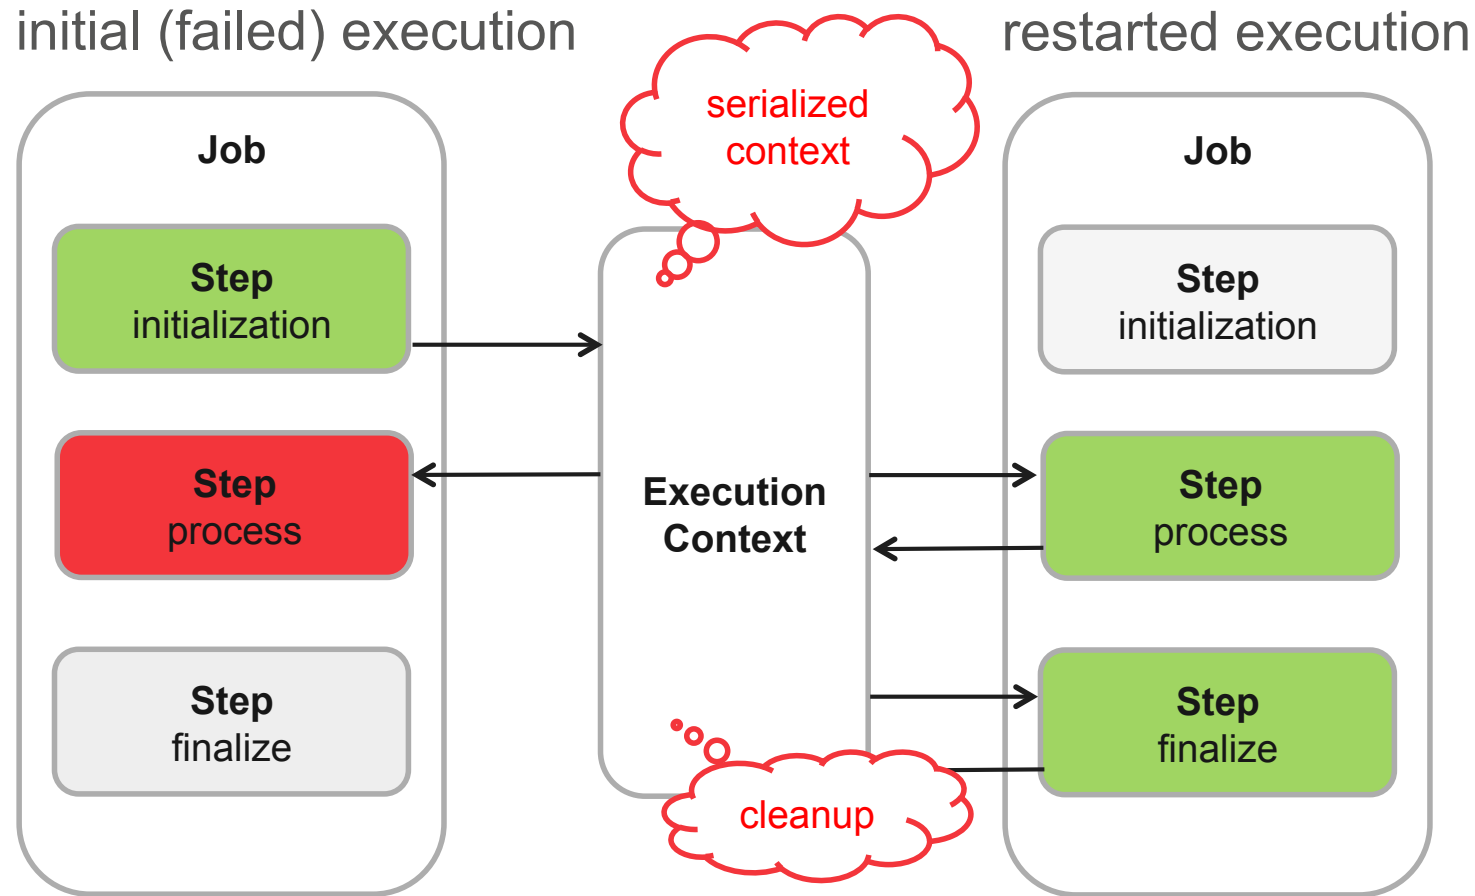 initial (failed) execution
restarted execution
serialized
context
Job
Step
initialization
Step
process
Step
finalize
Execution
Context
cleanup
Job
Step
initialization
Step
process
Step
finalize